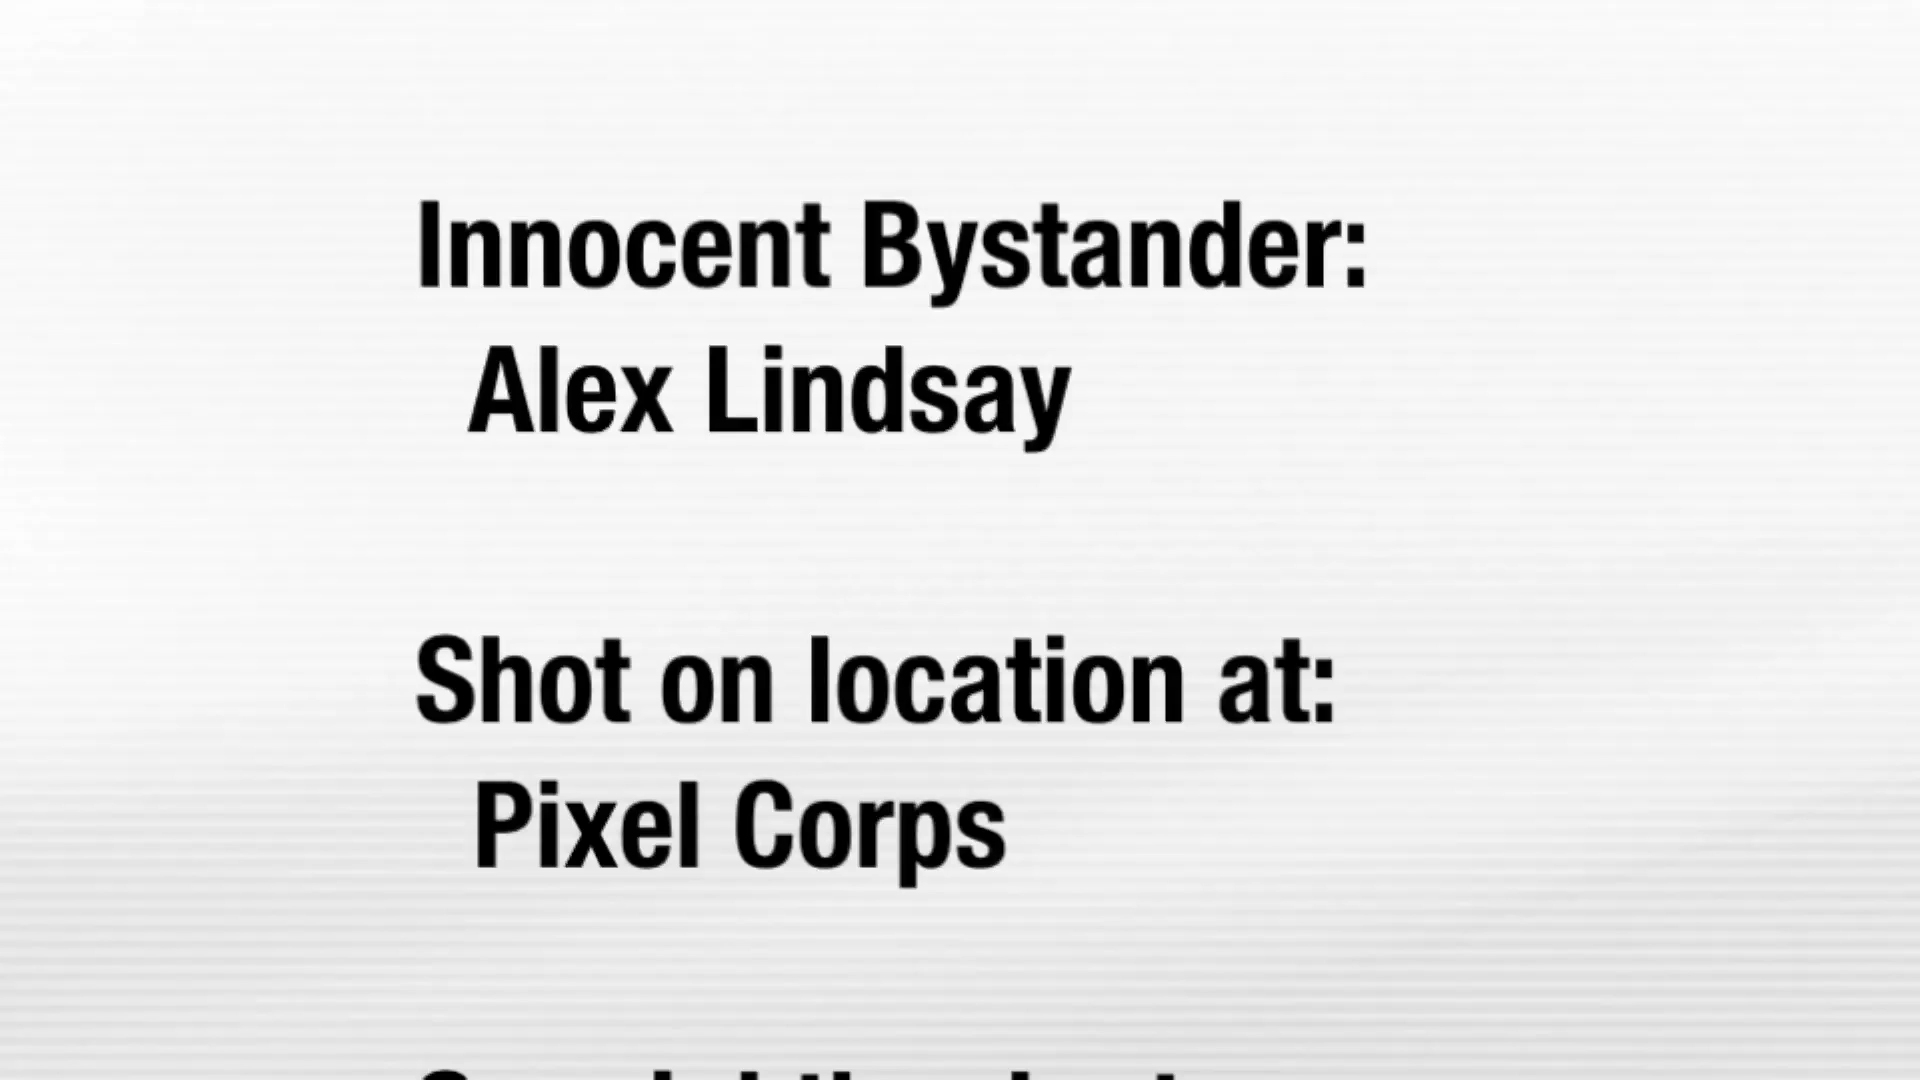 Innocent Bystander:
Alex Lindsay
Shot on location at:
Pixel Corps